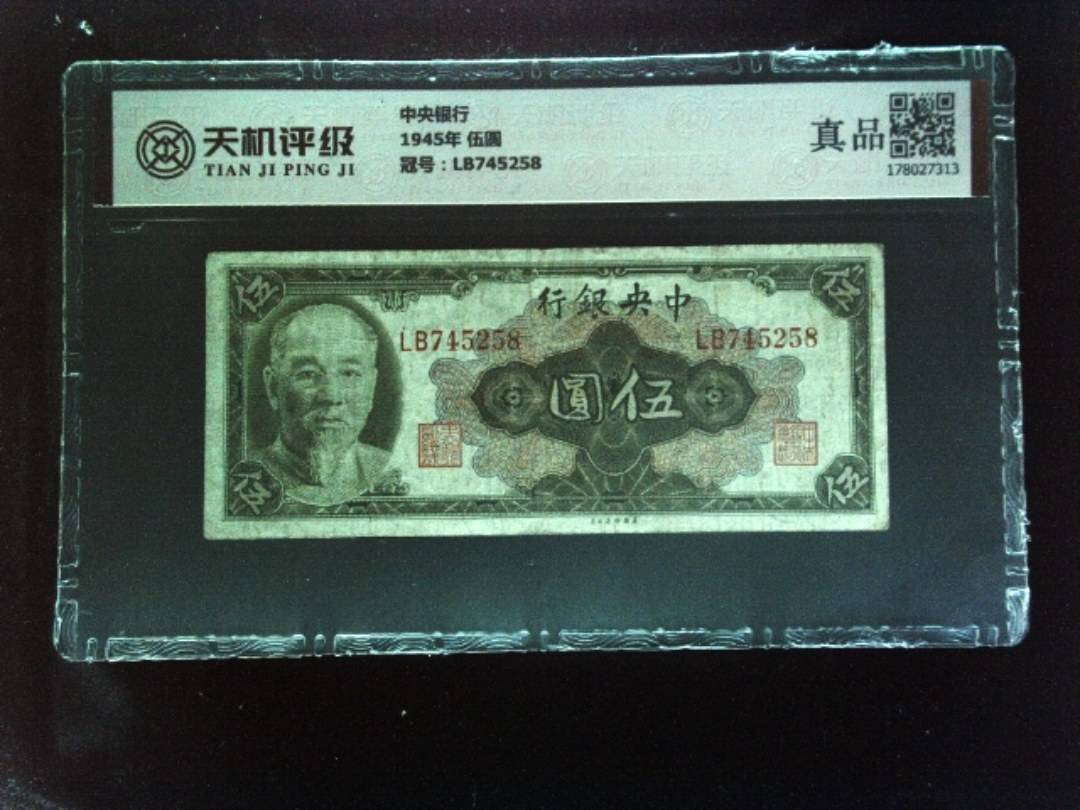 天机评级
TIAN JI PING JI
中央银行
1945年 伍圆
冠号：LB745258
真品
178027313
伍
伍
行銀央中
LB745258
LB745258
圓伍
伍
伍